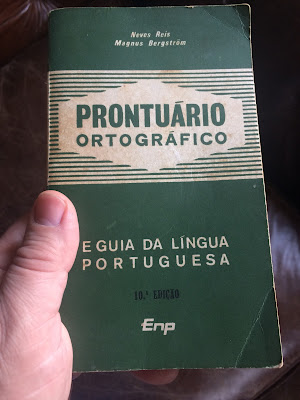 Neves Reis
Magnus Bergström
PRONTUÁRIO
ORTOGRÁFICO
E GUIA DA LÍNGUA
PORTUGUESA
10.ª EDIÇÃO
Enp